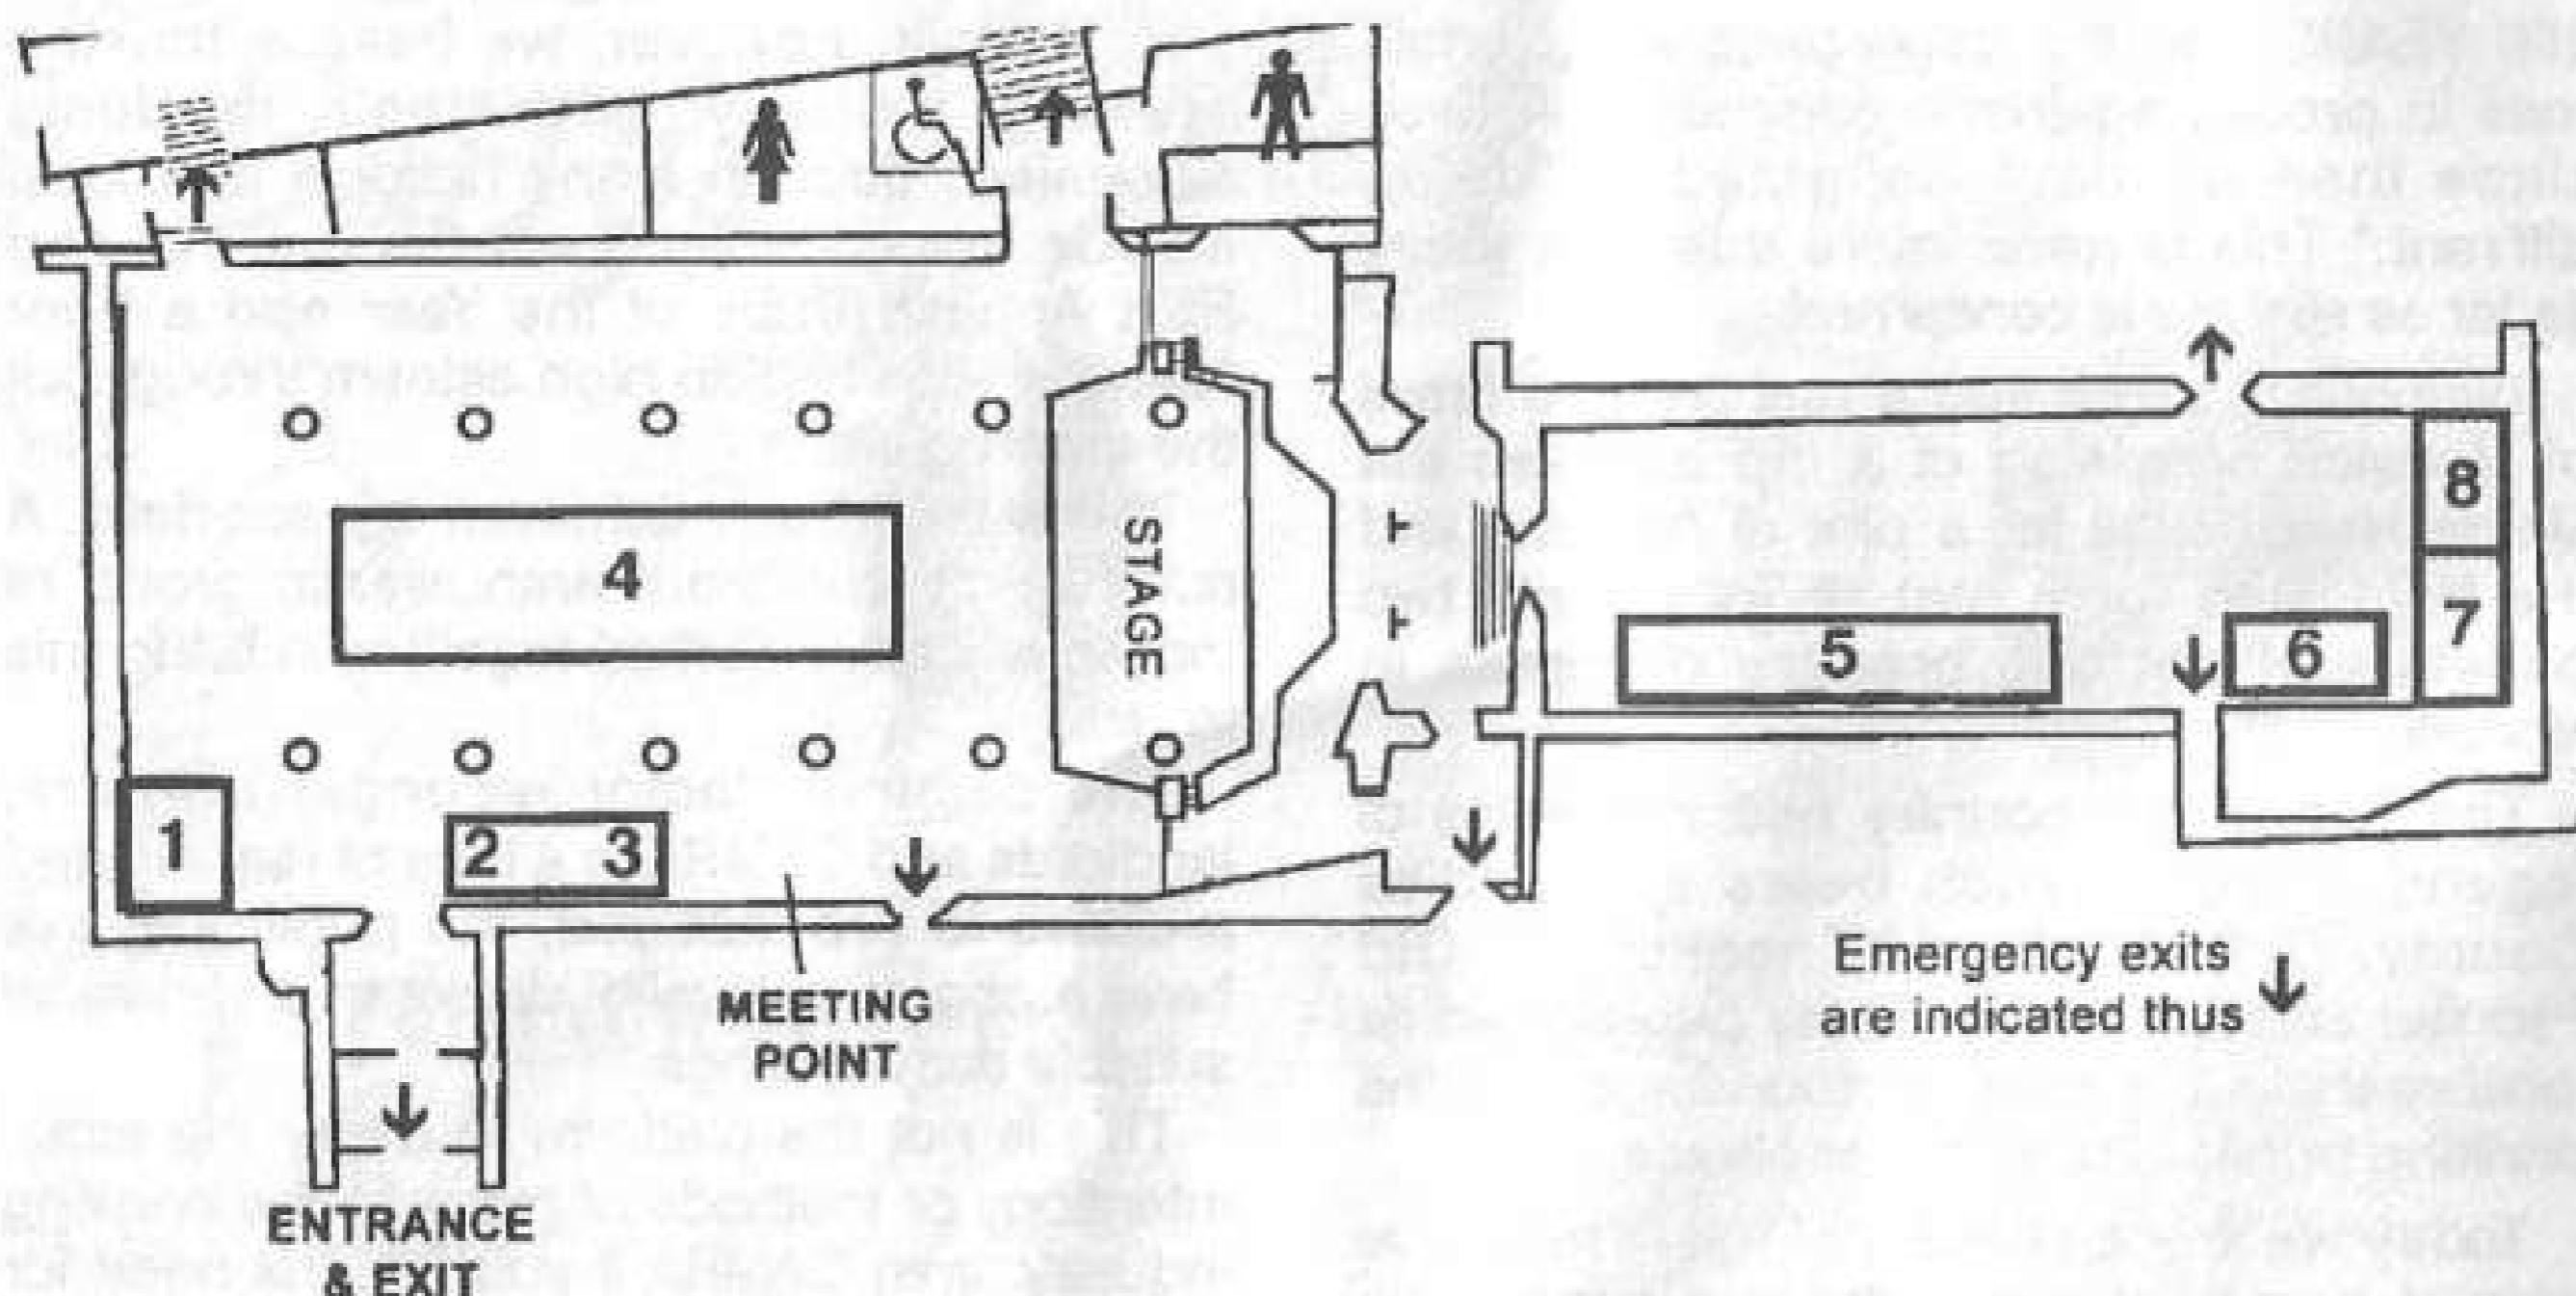 8
4
STAGE
7
5
6
1
2 3
Emergency exits
are indicated thus
MEETING
POINT
ENTRANCE
& EXIT